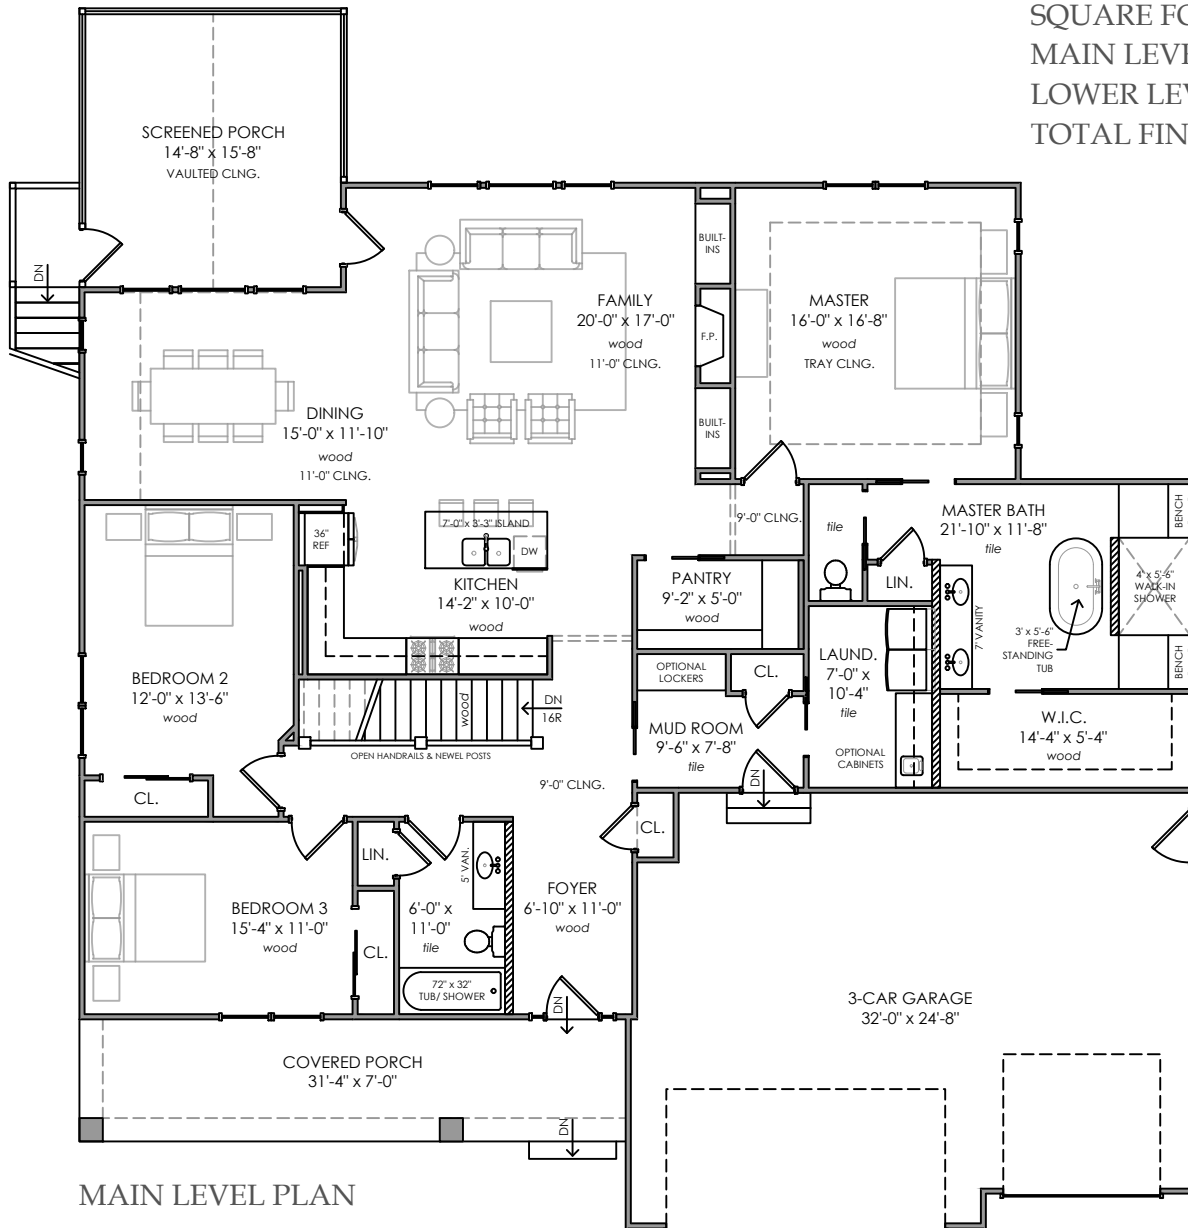 SQUARE FO
MAIN LEVE
LOWER LEV
TOTAL FIN
SCREENED PORCH
14'-8" x 15'-8"
VAULTED CLNG.
DN
BUILT-
INS
FAMILY
20'-0" x 17'-0"
wood
11'-0" CLNG.
F.P.
MASTER
16'-0" x 16'-8"
wood
TRAY CLNG.
BUILT-
INS
DINING
15'-0" x 11'-10"
wood
11'-0" CLNG.
36"
REF
7'-0" x 3'-3" ISLAND
DW
KITCHEN
14'-2" x 10'-0"
wood
9'-0" CLNG.
tile
MASTER BATH
21'-10" x 11'-8"
tile
BENCH
PANTRY
9'-2" x 5'-0"
wood
LIN.
4' x 5'-6"
WALK-IN
SHOWER
7' VANITY
3' x 5'-6"
FREE-
STANDING
TUB
BENCH
BEDROOM 2
12'-0" x 13'-6"
wood
wood
DN
16R
OPEN HANDRAILS & NEWEL POSTS
OPTIONAL
LOCKERS
CL.
LAUND.
7'-0" x
10'-4"
tile
MUD ROOM
9'-6" x 7'-8"
tile
W.I.C.
14'-4" x 5'-4"
wood
OPTIONAL
CABINETS
9'-0" CLNG.
DN
CL.
CL.
LIN.
5' VAN.
BEDROOM 3
15'-4" x 11'-0"
wood
CL.
6'-0" x
11'-0"
tile
FOYER
6'-10" x 11'-0"
wood
72" x 32"
TUB/ SHOWER
DN
3-CAR GARAGE
32'-0" x 24'-8"
COVERED PORCH
31'-4" x 7'-0"
DN
MAIN LEVEL PLAN